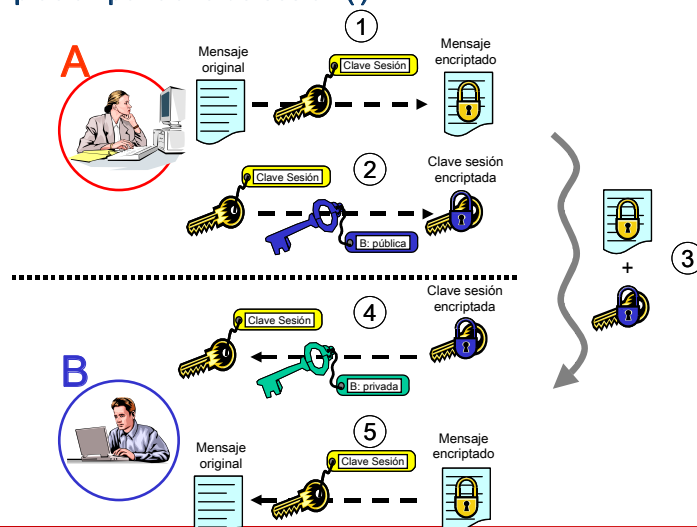 1
A
Mensaje
original
Clave Sesión
Mensaje
encriptado
2
Clave Sesión
B: pública
Clave sesión
encriptada
+
3
4
Clave Sesión
B: privada
Clave sesión
encriptada
B
5
Mensaje
original
Clave Sesión
Mensaje
encriptado